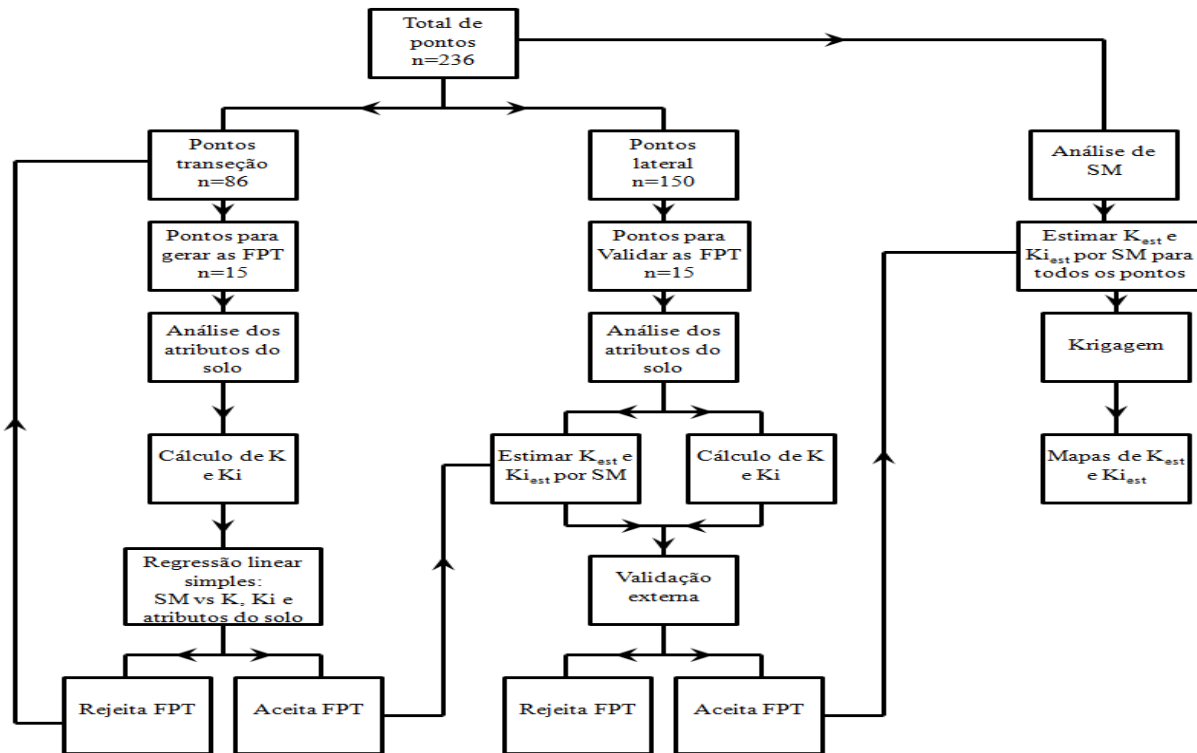 Total de
pontos
n=236
Pontos
transeção
n=86
Pontos
lateral
n=150
Análise de
SM
Pontos para
gerar as FPT
n=15
Pontos para
Validar as FPT
n=15
Estimar Kest e
Kiest por SM para
todos os pontos
Análise dos
atributos do
solo
Análise dos
atributos do
solo
Krigagem
Cálculo de K
e Ki
Estimar Kest e
Kiest por SM
Cálculo de K
e Ki
Mapas de Kest
e Kiest
Regressão linear
simples:
SM vs K, Ki e
atributos do solo
Validação
externa
Rejeita FPT
Aceita FPT
Rejeita FPT
Aceita FPT